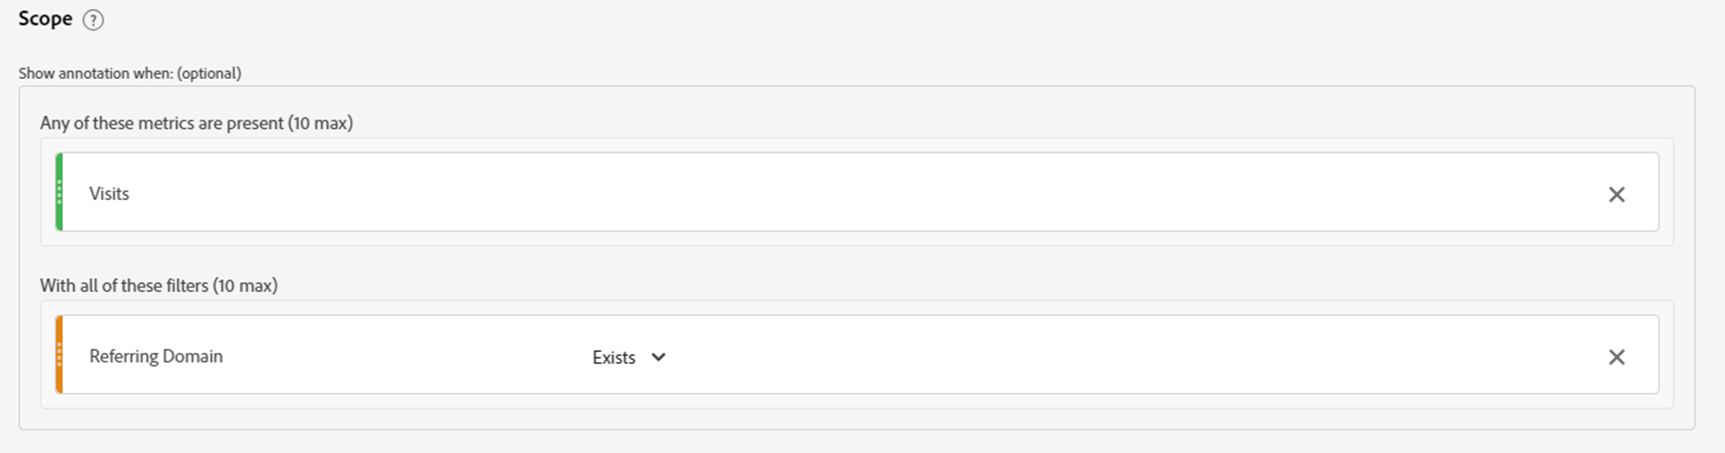 Scope ?
Show annotation when: (optional)
Any of these metrics are present (10 max)
Visits
With all of these filters (10 max)
Referring Domain Exists